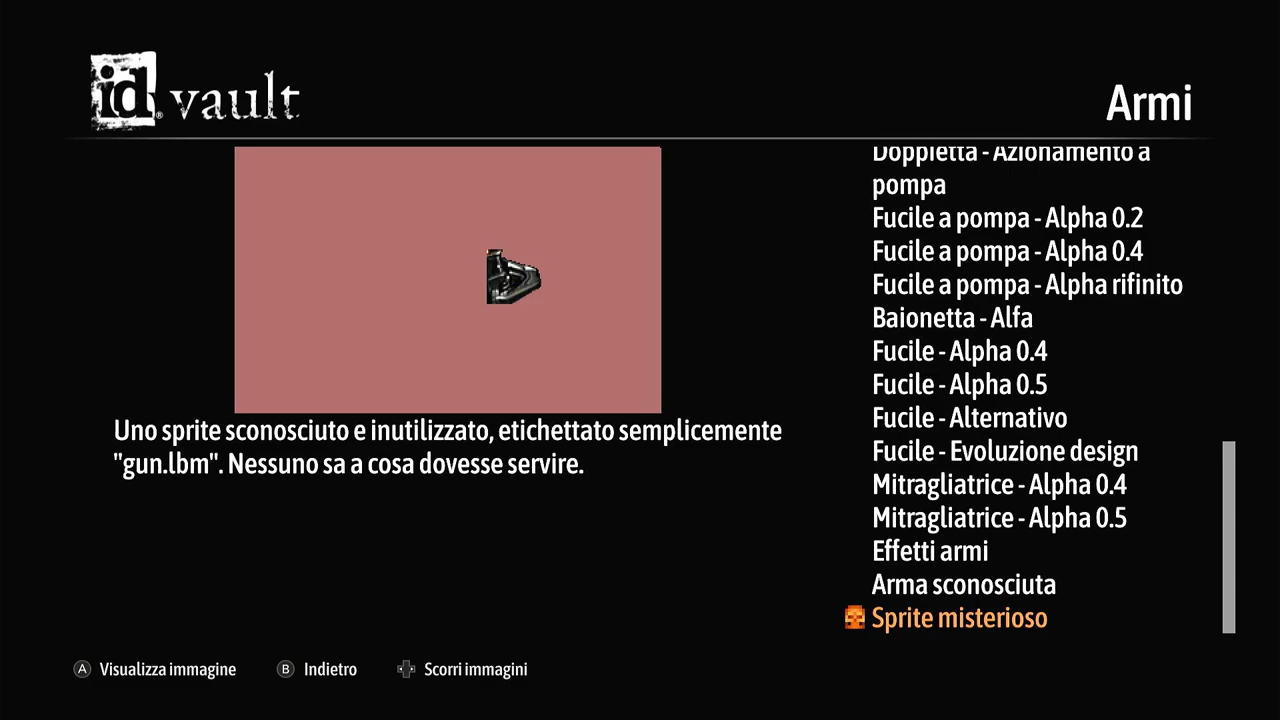 id® vault
Armi
Doppietta - Azionamento a
pompa
Fucile a pompa - Alpha 0.2
Fucile a pompa - Alpha 0.4
Fucile a pompa - Alpha rifinito
Baionetta - Alfa
Fucile - Alpha 0.4
Fucile - Alpha 0.5
Fucile - Alternativo
Fucile - Evoluzione design
Mitragliatrice - Alpha 0.4
Mitragliatrice - Alpha 0.5
Effetti armi
Arma sconosciuta
Sprite misterioso
Uno sprite sconosciuto e inutilizzato, etichettato semplicemente
"gun.lbm". Nessuno sa a cosa dovesse servire.
A Visualizza immagine B Indietro Scorri immagini